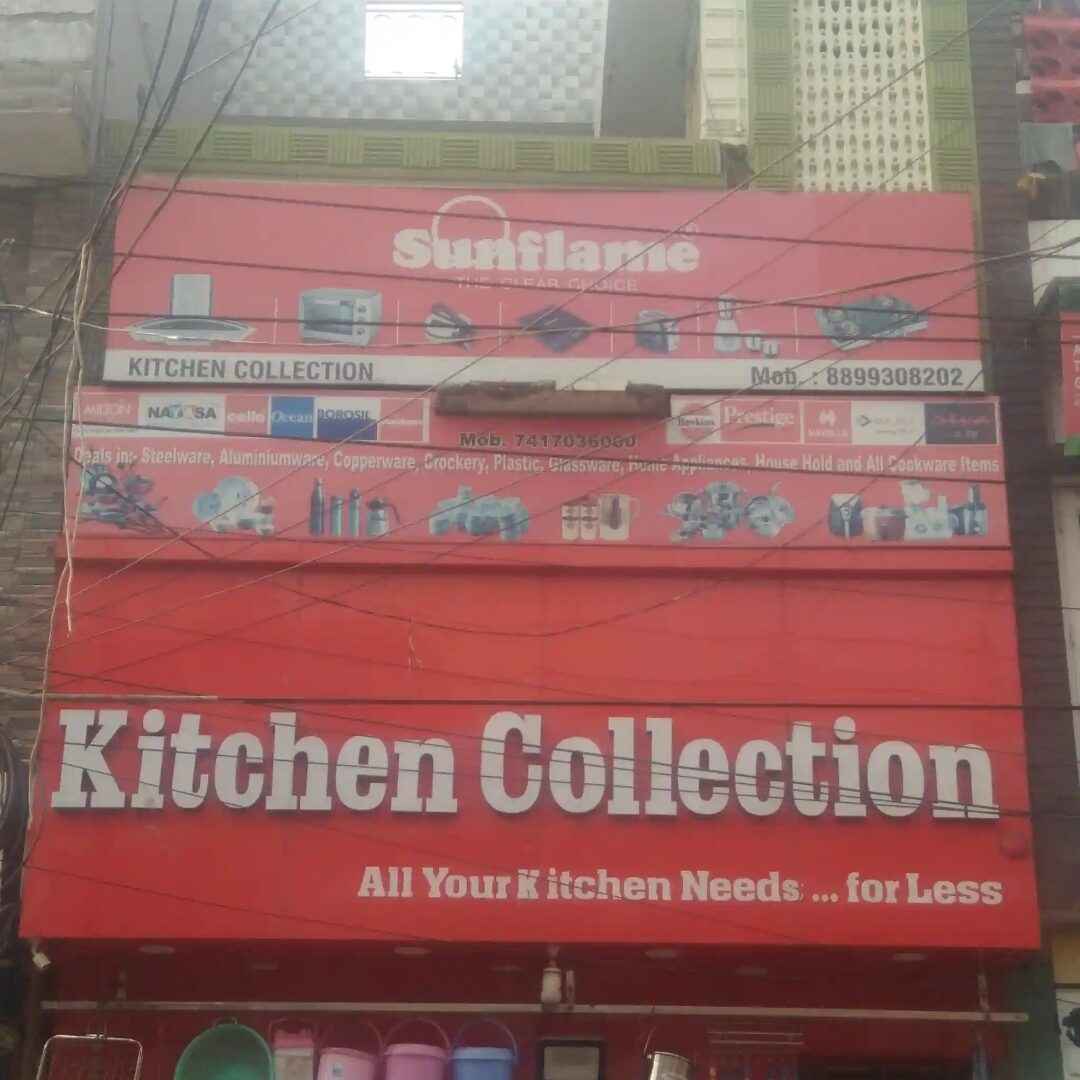 Sunflame
THE CLEAR CHOICE
KITCHEN COLLECTION Mob. : 8899308202
MILTON NAYASA cello Ocean BOROSIL Hawkins Prestige
Mob. 7417036060
Deals in:- Steelware, Aluminiumware, Copperware, Crockery, Plastic, Glassware, Home Appliances, House Hold and All Cookware Items
Kitchen Collection
All Your Kitchen Needs ... for Less